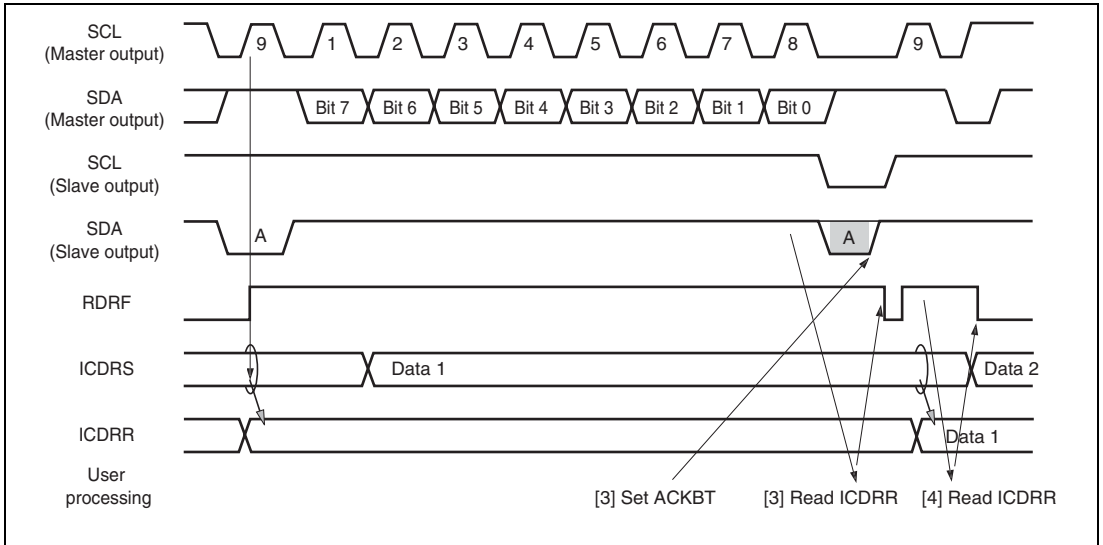 SCL
(Master output)
9 1 2 3 4 5 6 7 8 9
SDA
(Master output)
Bit 7 Bit 6 Bit 5 Bit 4 Bit 3 Bit 2 Bit 1 Bit 0
SCL
(Slave output)
SDA
(Slave output)
A A
RDRF
ICDRS
Data 1 Data 2
ICDRR
Data 1
User
processing
[3] Set ACKBT [3] Read ICDRR [4] Read ICDRR